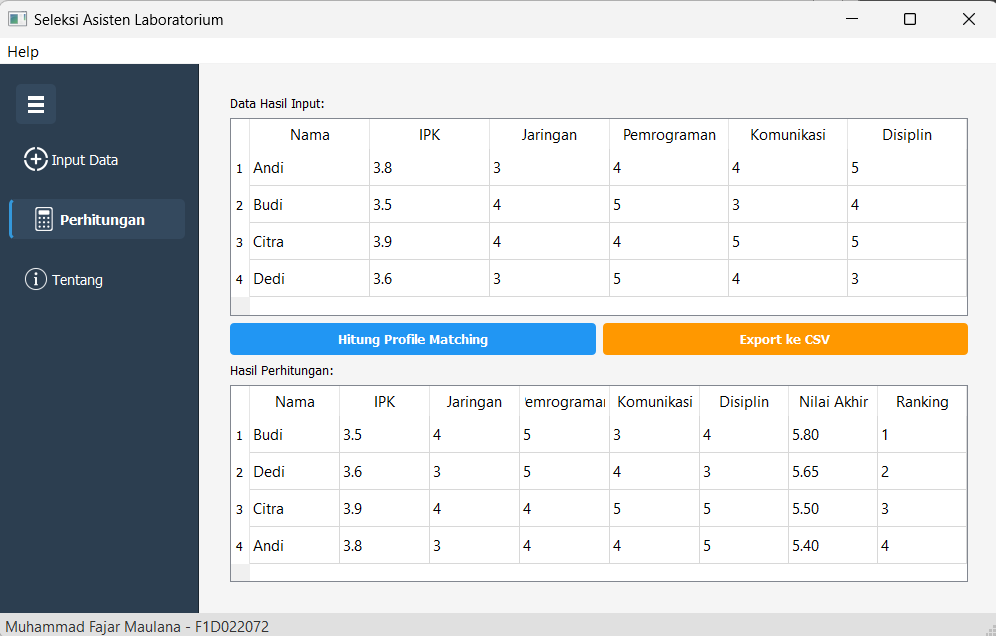 Seleksi Asisten Laboratorium
Help
Input Data
Perhitungan
Tentang
Data Hasil Input:
Nama IPK Jaringan Pemrograman Komunikasi Disiplin
1 Andi 3.8 3 4 4 5
2 Budi 3.5 4 5 3 4
3 Citra 3.9 4 4 5 5
4 Dedi 3.6 3 5 4 3
Hitung Profile Matching Export ke CSV
Hasil Perhitungan:
Nama IPK Jaringan emrograma Komunikasi Disiplin Nilai Akhir Ranking
1 Budi 3.5 4 5 3 4 5.80 1
2 Dedi 3.6 3 5 4 3 5.65 2
3 Citra 3.9 4 4 5 5 5.50 3
4 Andi 3.8 3 4 4 5 5.40 4
Muhammad Fajar Maulana - F1D022072